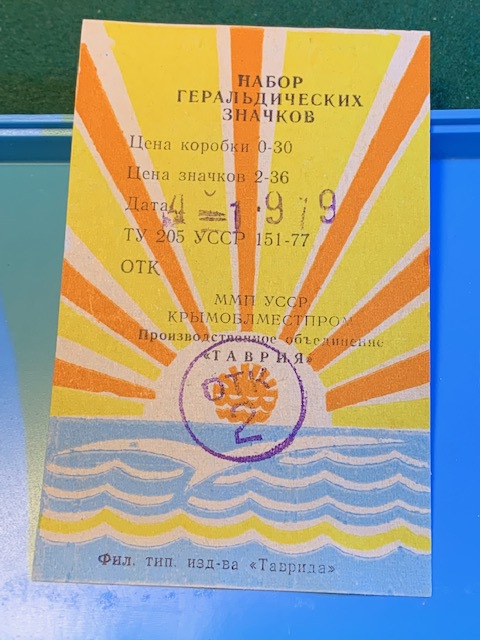 НАБОР
ГЕРАЛЬДИЧЕСКИХ
ЗНАЧКОВ
Цена коробки 0-30
Цена значков 2-36
Дата
ТУ 205 УССР 151-77
ОТК
ММП УССР
КРЫМОБЛМЕСТПРОМ
Производственное объединение
«ТАВРИЯ»
ОТК
2
Фил. тип. изд-ва «Таврида»